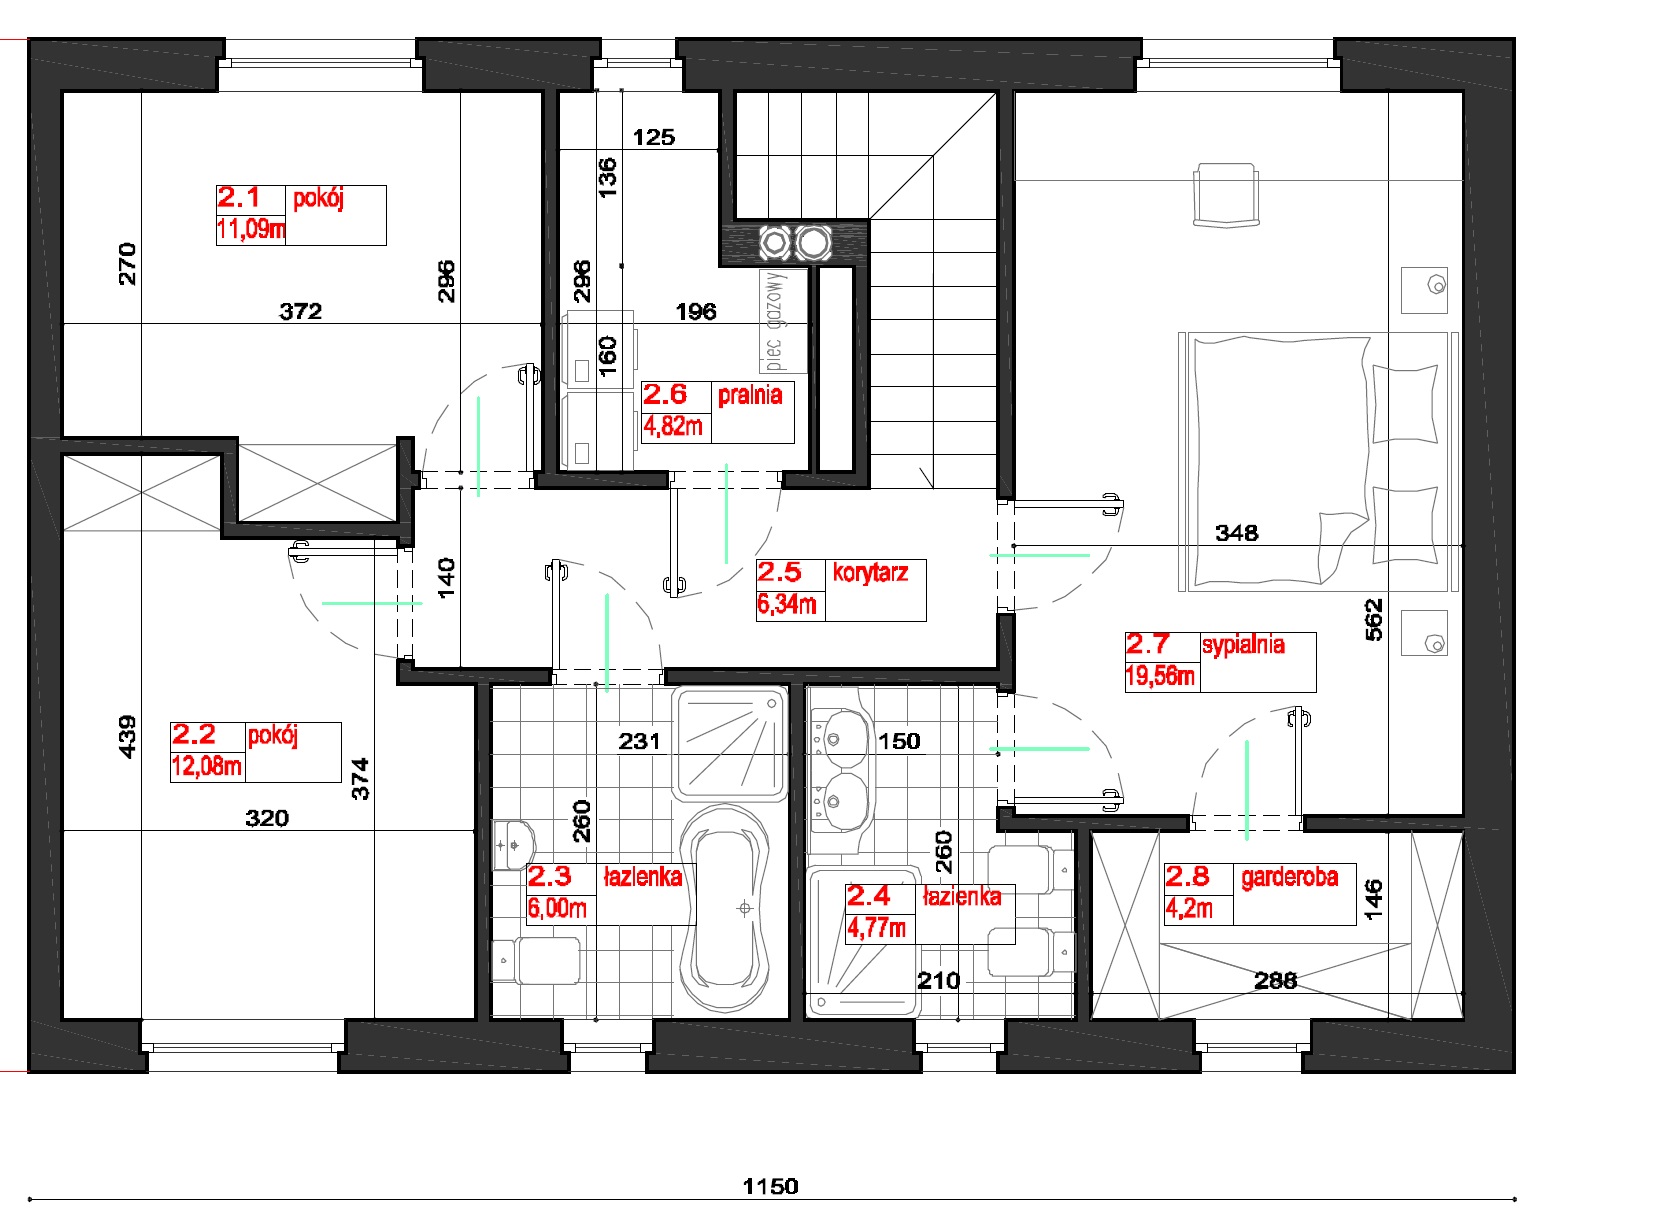 125
136
2.1 pokój
11,09m
270
296
296
372
196
piec gazowy
160
2.6 pralnia
4,82m
348
140
2.5 korytarz
6,34m
562
2.7 sypialnia
19,56m
439
2.2 pokój
12,08m
374
231
150
320
260
260
2.3 łazienka
6,00m
2.4 łazienka
4,77m
2.8 garderoba
4,2m
146
210
288
1150